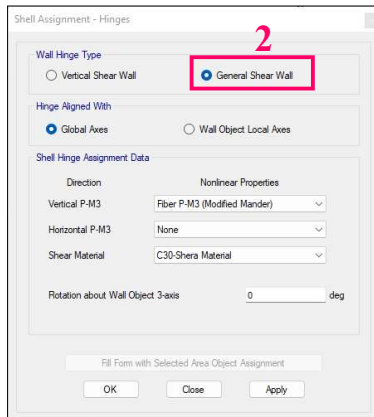 Shell Assignment - Hinges
2
Wall Hinge Type
Vertical Shear Wall
General Shear Wall
Hinge Aligned With
Global Axes
Wall Object Local Axes
Shell Hinge Assignment Data
Direction
Nonlinear Properties
Vertical P-M3
Fiber P-M3 (Modified Mander)
Horizontal P-M3
None
Shear Material
C30-Shera Material
Rotation about Wall Object 3-axis
0
deg
Fill Form with Selected Area Object Assignment
OK
Close
Apply